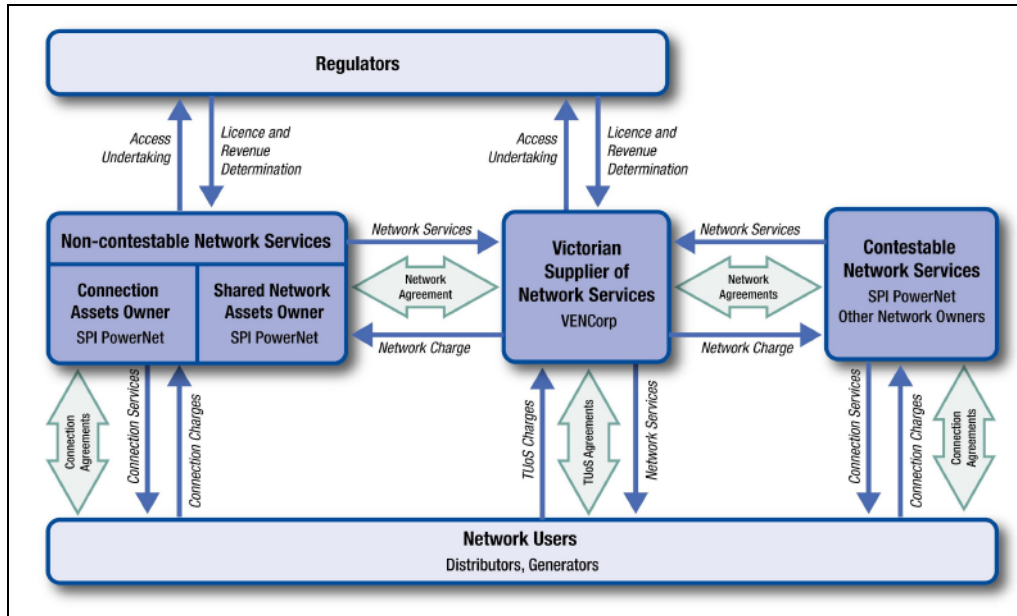 Regulators
Access
Undertaking
Licence and
Revenue
Determination
Access
Undertaking
Licence and
Revenue
Determination
Non-contestable Network Services
Connection
Assets Owner
SPI PowerNet
Shared Network
Assets Owner
SPI PowerNet
Network Services
Network
Agreement
Network Charge
Victorian
Supplier of
Network Services
VENCorp
Network Services
Network
Agreements
Network Charge
Contestable
Network Services
SPI PowerNet
Other Network Owners
Connection
Agreements
Connection Services
Connection Charges
TUoS Charges
TUoS Agreements
Network Services
Connection Services
Connection Charges
Connection
Agreements
Network Users
Distributors, Generators